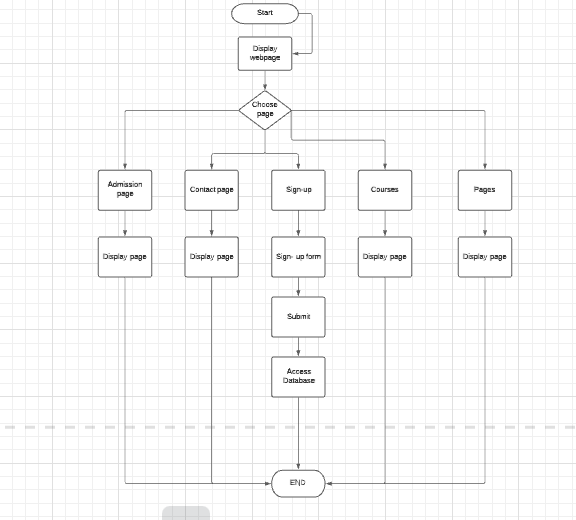 Start
Display
webpage
Choose
page
Admission
page
Contact page
Sign-up
Courses
Pages
Display page
Display page
Sign- up form
Display page
Display page
Submit
Access
Database
END